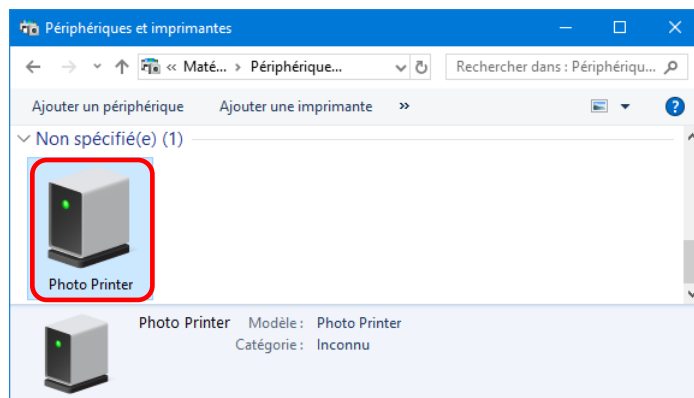 Périphériques et imprimantes
« Maté... › Périphérique...
Rechercher dans : Périphériqu...
Ajouter un périphérique Ajouter une imprimante »
Non spécifié(e) (1)
Photo Printer
Photo Printer Modèle : Photo Printer
Catégorie : Inconnu